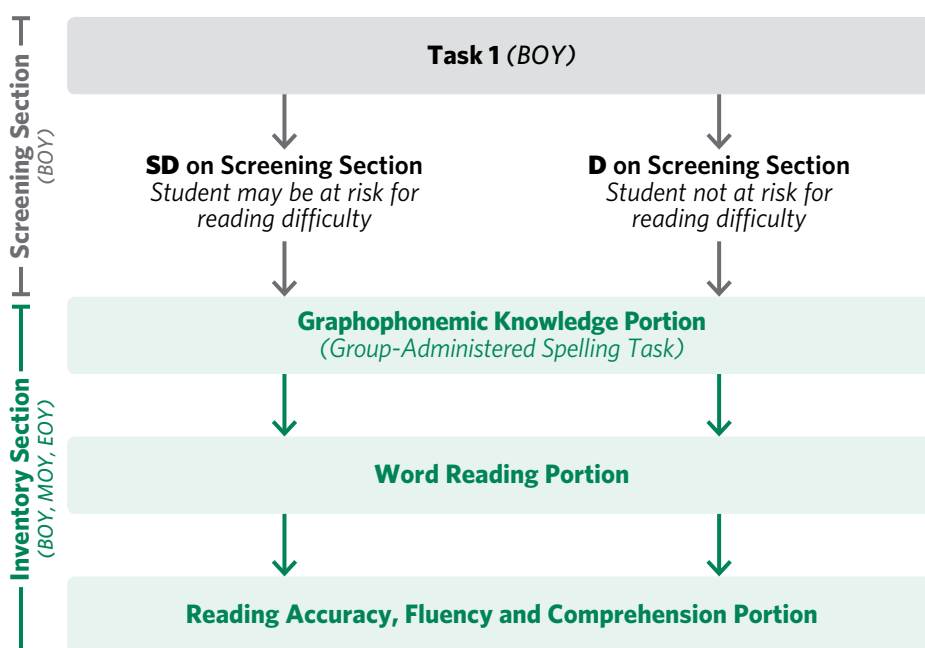 Screening Section
(BOY)
Task 1 (BOY)
SD on Screening Section
Student may be at risk for
reading difficulty
D on Screening Section
Student not at risk for
reading difficulty
Inventory Section
(BOY, MOY, EOY)
Graphophonemic Knowledge Portion
(Group-Administered Spelling Task)
Word Reading Portion
Reading Accuracy, Fluency and Comprehension Portion